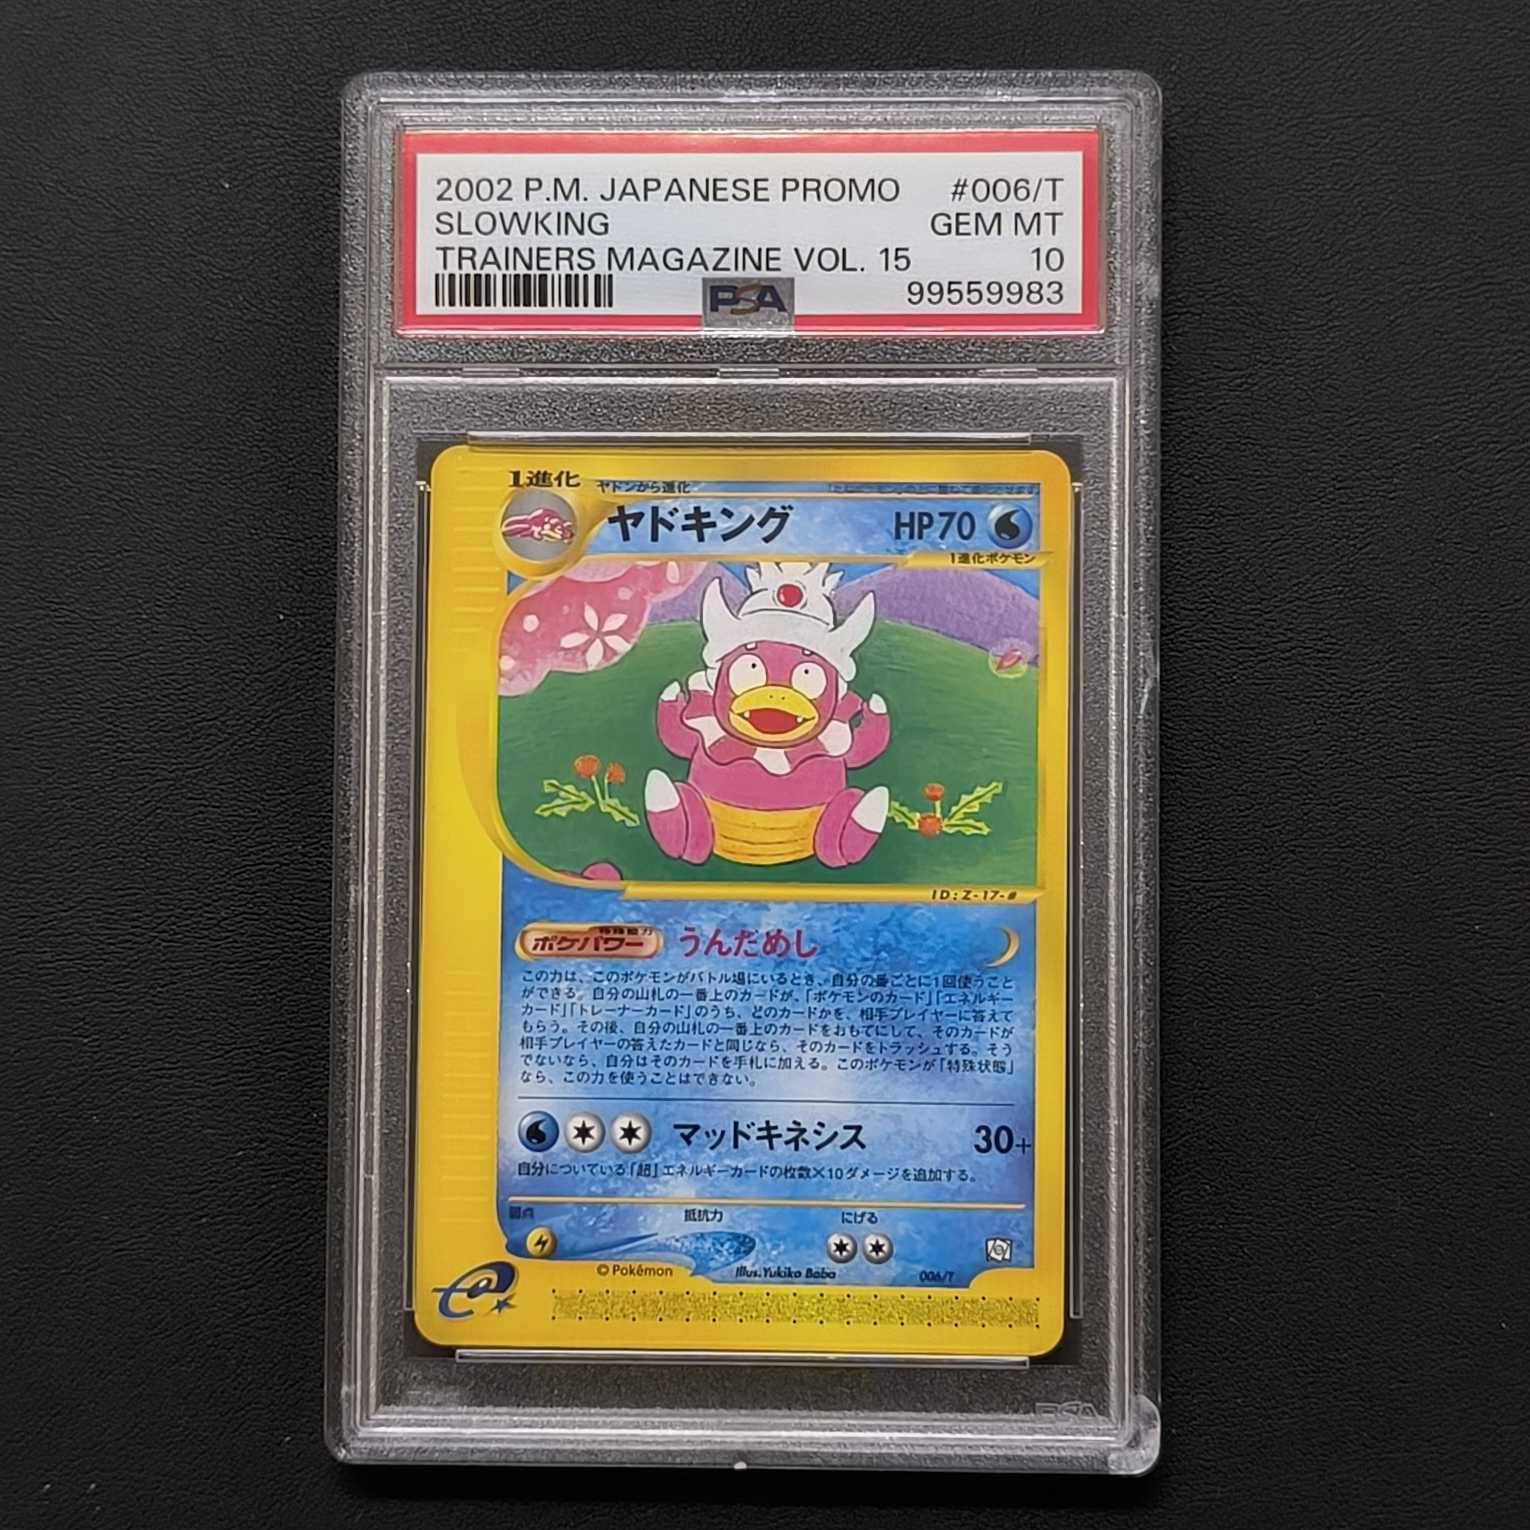 2002 P.M. JAPANESE PROMO #006/T
SLOWKING GEM MT
TRAINERS MAGAZINE VOL. 15 10
PSA 99559983
1進化 ヤドンから進化
ヤドキング HP70
1進化ポケモン
ID:Z-17-#
ポケパワー 特殊能力 うんだめし
この力は、このポケモンがバトル場にいるとき、自分の番ごとに1回使うこと
ができる。自分の山札の一番上のカードが、「ポケモンのカード」「エネルギー
カード」「トレーナーカード」のうち、どのカードかを、相手プレイヤーに答えて
もらう。その後、自分の山札の一番上のカードをおもてにして、そのカードが
相手プレイヤーの答えたカードと同じなら、そのカードをトラッシュする。そう
でないなら、自分はそのカードを手札に加える。このポケモンが「特殊状態」
なら、この力を使うことはできない。
マッドキネシス 30+
自分についている「超」エネルギーカードの枚数×10ダメージを追加する。
弱点 抵抗力 にげる
©Pokémon Illus.Yukiko Baba 006/T
e
PSA